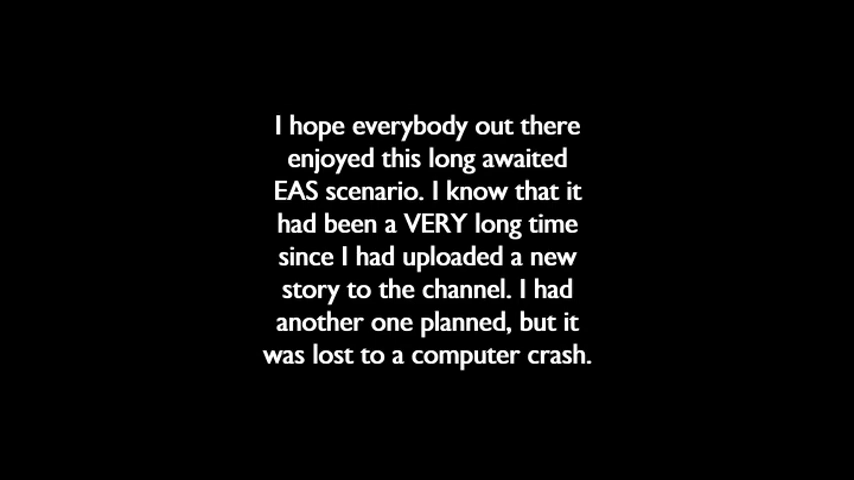 I hope everybody out there
enjoyed this long awaited
EAS scenario. I know that it
had been a VERY long time
since I had uploaded a new
story to the channel. I had
another one planned, but it
was lost to a computer crash.